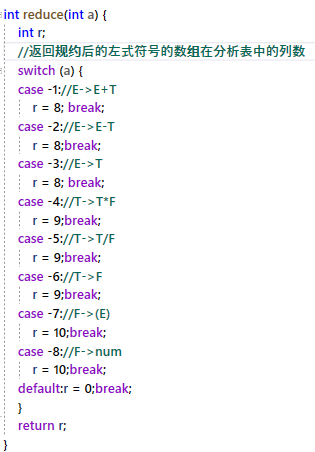 int reduce(int a) {
int r;
//返回规约后的左式符号的数组在分析表中的列数
switch (a) {
case -1://E->E+T
r = 8; break;
case -2://E->E-T
r = 8;break;
case -3://E->T
r = 8; break;
case -4://T->T*F
r = 9;break;
case -5://T->T/F
r = 9;break;
case -6://T->F
r = 9;break;
case -7://F->(E)
r = 10;break;
case -8://F->num
r = 10;break;
default:r = 0;break;
}
return r;
}